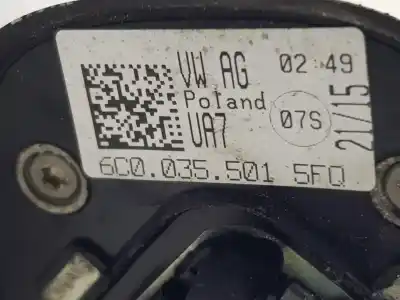 VW AG 02 49
Poland
UA7 07S
21/15
6C0.035.501 5FQ